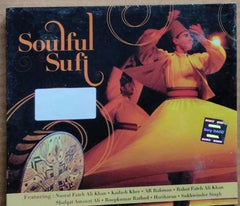 Soulful
Sufi
Featuring: Nusrat Fateh Ali Khan • Kailash Kher • AR Rahman • Rahat Fateh Ali Khan
Shafqat Amanat Ali • Roopkumar Rathod • Hariharan • Sukhwinder Singh